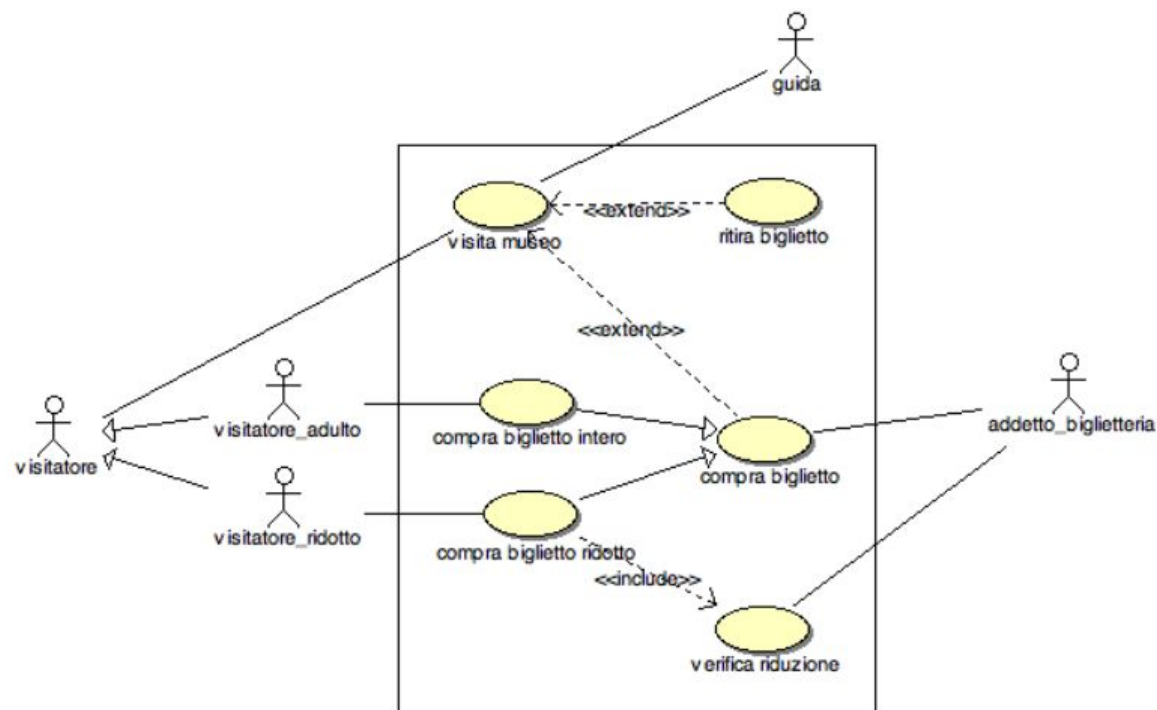 guida
<<extend>>
visita museo
ritira biglietto
<<extend>>
visitatore_adulto
compra biglietto intero
addetto_biglietteria
visitatore
compra biglietto
visitatore_ridotto
compra biglietto ridotto
<<include>>
verifica riduzione